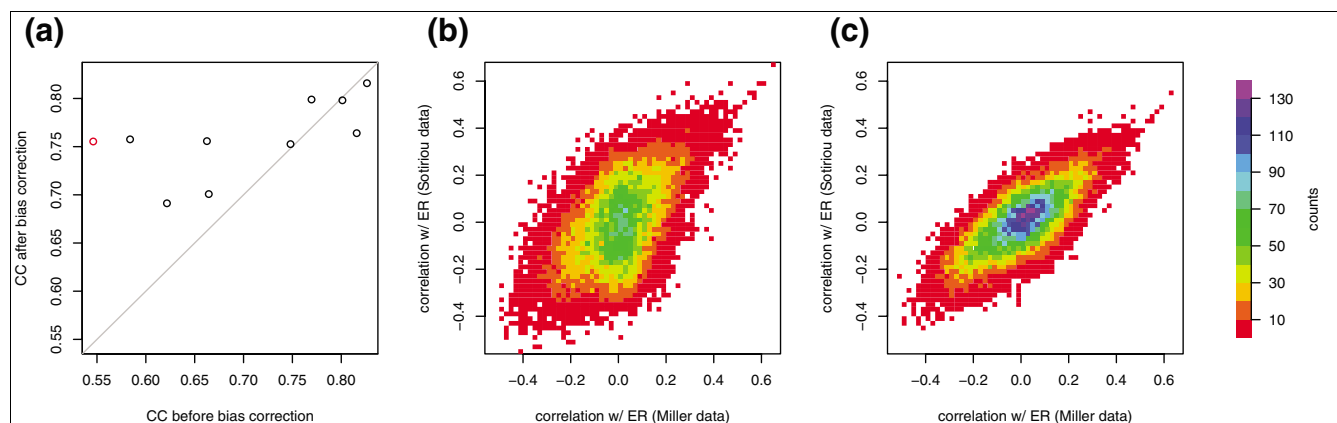 (a)
CC after bias correction
0.80
0.75
0.70
0.65
0.60
0.55
0.55 0.60 0.65 0.70 0.75 0.80
CC before bias correction
(b)
correlation w/ ER (Sotiriou data)
0.6
0.4
0.2
0.0
−0.2
−0.4
−0.4 −0.2 0.0 0.2 0.4 0.6
correlation w/ ER (Miller data)
(c)
correlation w/ ER (Sotiriou data)
0.6
0.4
0.2
0.0
−0.2
−0.4
−0.4 −0.2 0.0 0.2 0.4 0.6
correlation w/ ER (Miller data)
130
110
90
70
50
30
10
counts